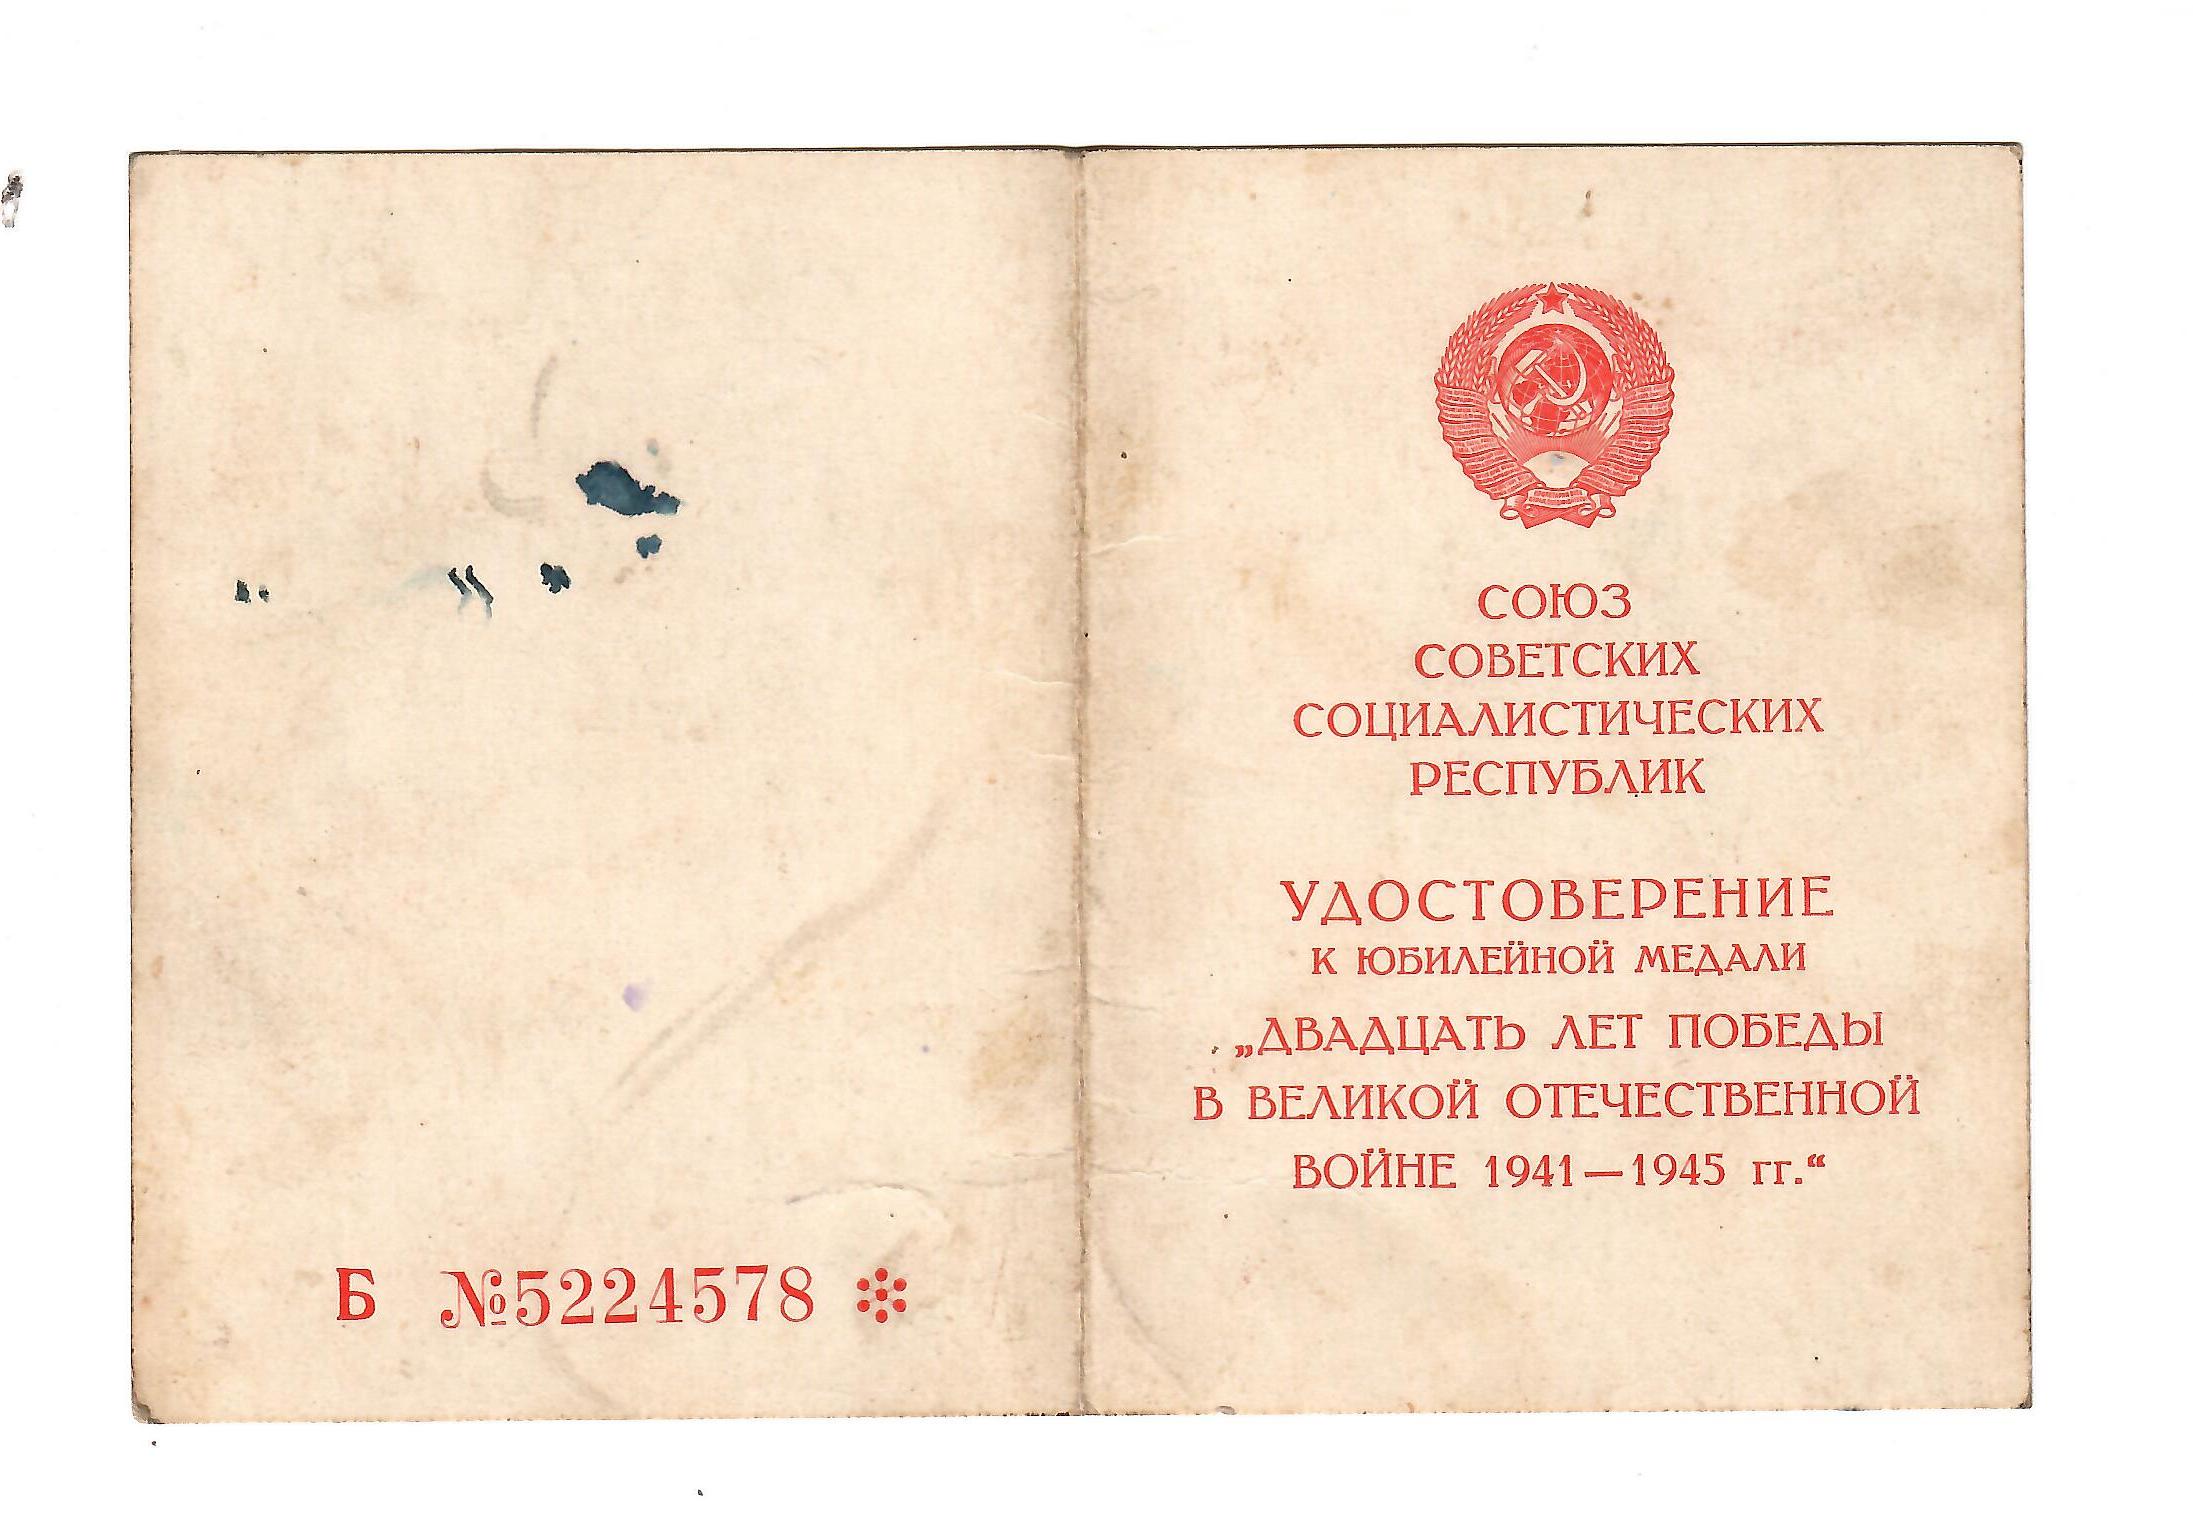 Б №5224578
СОЮЗ
СОВЕТСКИХ
СОЦИАЛИСТИЧЕСКИХ
РЕСПУБЛИК
УДОСТОВЕРЕНИЕ
К ЮБИЛЕЙНОЙ МЕДАЛИ
„ДВАДЦАТЬ ЛЕТ ПОБЕДЫ
В ВЕЛИКОЙ ОТЕЧЕСТВЕННОЙ
ВОЙНЕ 1941—1945 гг.“